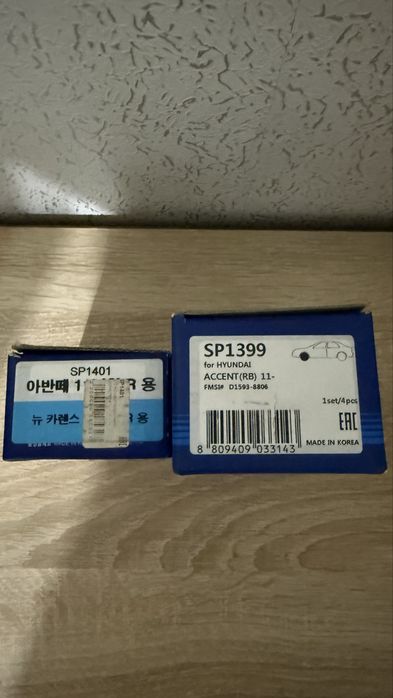 SP1401
아반떼
용
뉴 카렌스
용
SP1401
SP1399
for HYUNDAI
ACCENT(RB) 11-
FMSI# D1593-8806
1set/4pcs
EAC
8 809409 033143
MADE IN KOREA